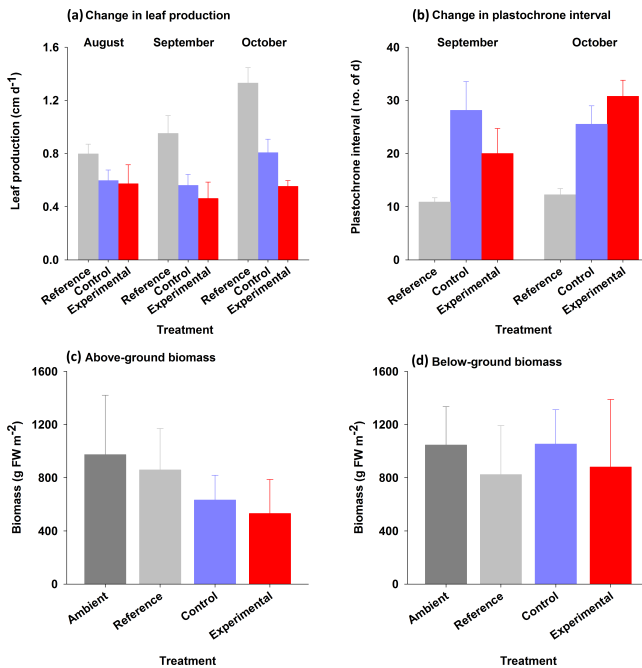 (a) Change in leaf production
August September October
Leaf production (cm d-1)
1.6
1.2
0.8
0.4
0.0
Reference Control Experimental Reference Control Experimental Reference Control Experimental
Treatment
(b) Change in plastochrone interval
September October
Plastochrone interval ( no. of d)
40
30
20
10
0
Reference Control Experimental Reference Control Experimental
Treatment
(c) Above-ground biomass
Biomass (g FW m-2)
1600
1200
800
400
0
Ambient Reference Control Experimental
Treatment
(d) Below-ground biomass
Biomass (g FW m-2)
1600
1200
800
400
0
Ambient Reference Control Experimental
Treatment